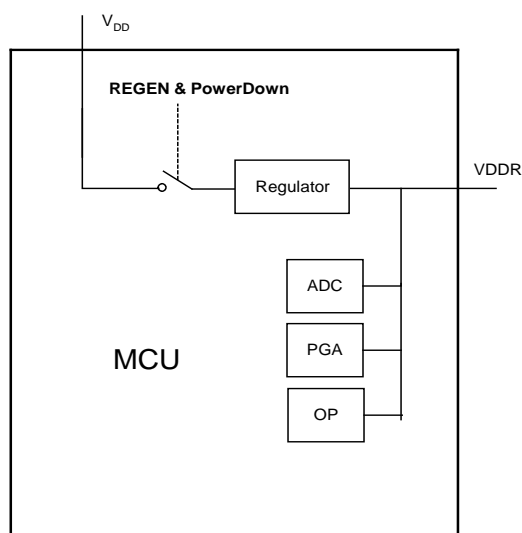 VDD
REGEN & PowerDown
Regulator
VDDR
ADC
PGA
MCU
OP